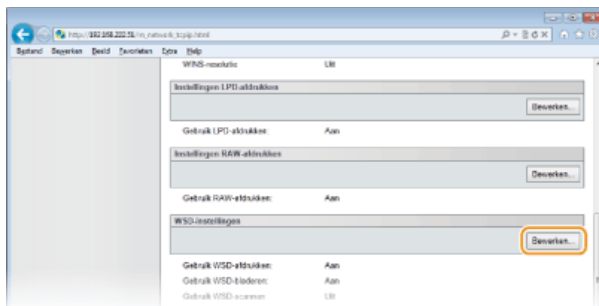 http://192.168.222.51/m_network_tcpip.html
Bestand Bewerken Beeld Favorieten Extra Help
WINS-resolutie Uit
Instellingen LPD-afdrukken
Bewerken...
Gebruik LPD-afdrukken: Aan
Instellingen RAW-afdrukken
Bewerken...
Gebruik RAW-afdrukken: Aan
WSD-instellingen
Bewerken...
Gebruik WSD-afdrukken: Aan
Gebruik WSD-bladeren: Aan
Gebruik WSD-scannen Uit